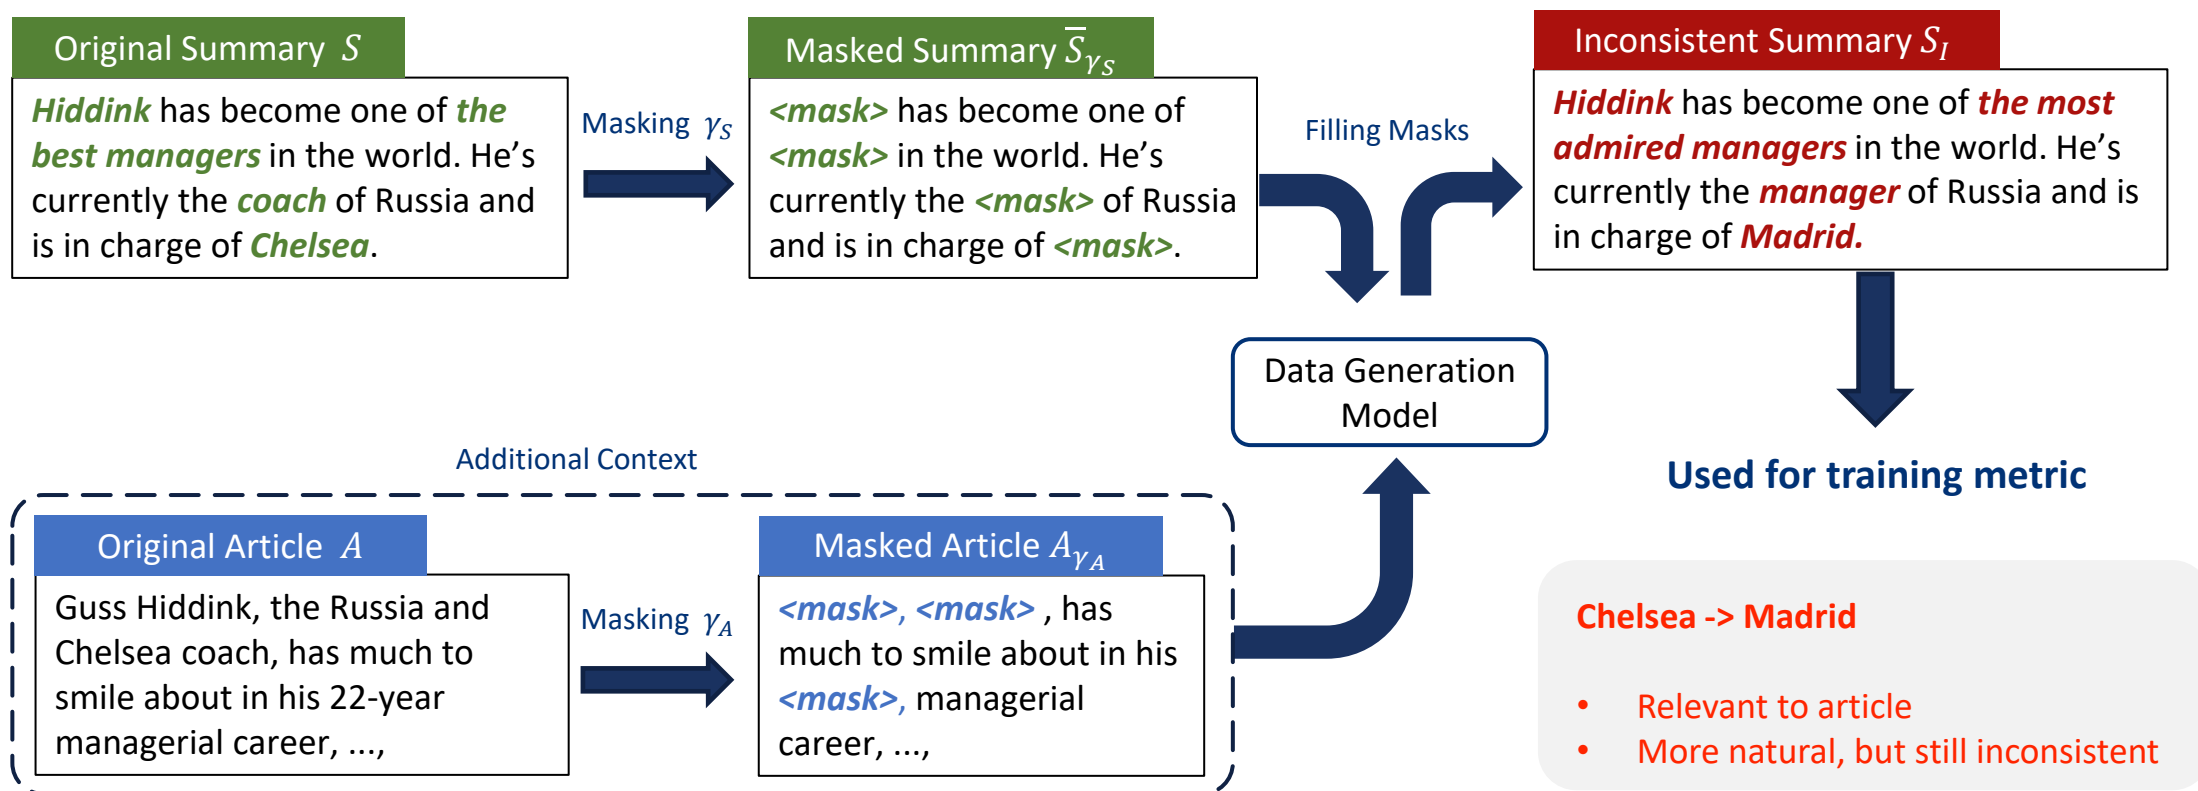 Original Summary S
Hiddink has become one of the
best managers in the world. He's
currently the coach of Russia and
is in charge of Chelsea.
Masking γS
Masked Summary S̅γS
<mask> has become one of
<mask> in the world. He's
currently the <mask> of Russia
and is in charge of <mask>.
Filling Masks
Inconsistent Summary SI
Hiddink has become one of the most
admired managers in the world. He's
currently the manager of Russia and is
in charge of Madrid.
Data Generation
Model
Used for training metric
Additional Context
Original Article A
Guss Hiddink, the Russia and
Chelsea coach, has much to
smile about in his 22-year
managerial career, ...,
Masking γA
Masked Article AγA
<mask>, <mask> , has
much to smile about in his
<mask>, managerial
career, ...,
Chelsea -> Madrid
• Relevant to article
• More natural, but still inconsistent